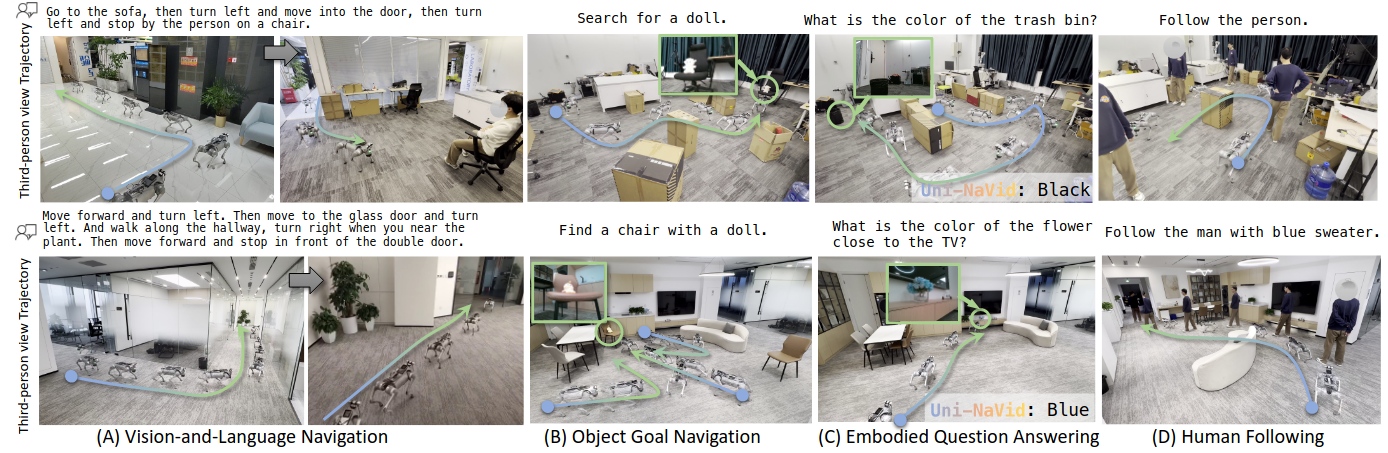 Third-person view Trajectory
Go to the sofa, then turn left and move into the door, then turn
left and stop by the person on a chair.
Search for a doll.
What is the color of the trash bin?
Follow the person.
Uni-NaVid: Black
Third-person view Trajectory
Move forward and turn left. Then move to the glass door and turn
left. And walk along the hallway, turn right when you near the
plant. Then move forward and stop in front of the double door.
Find a chair with a doll.
What is the color of the flower
close to the TV?
Follow the man with blue sweater.
Uni-NaVid: Blue
(A) Vision-and-Language Navigation
(B) Object Goal Navigation
(C) Embodied Question Answering
(D) Human Following